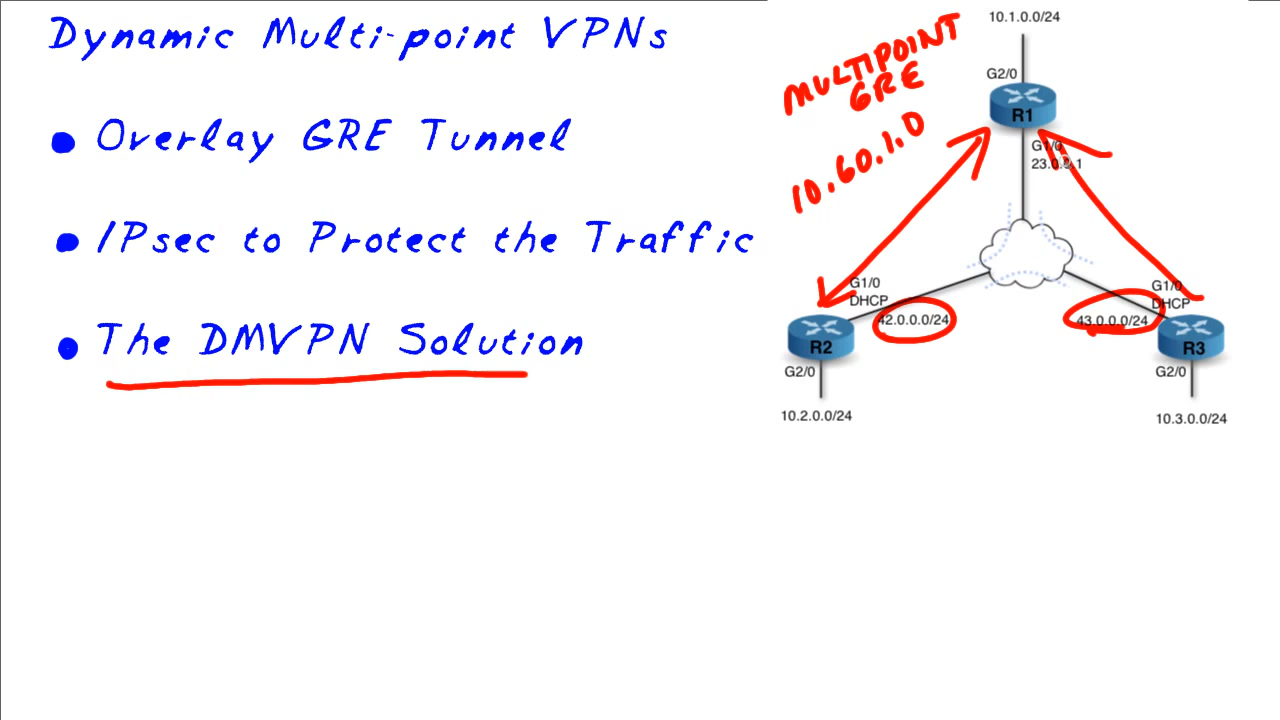 Dynamic Multi-point VPNs
• Overlay GRE Tunnel
• IPsec to Protect the Traffic
• The DMVPN Solution
MULTIPOINT
GRE
10.60.1.0
10.1.0.0/24
G2/0
R1
G1/0
G1/0
DHCP
42.0.0.0/24
R2
G2/0
10.2.0.0/24
G1/0
DHCP
43.0.0.0/24
R3
G2/0
10.3.0.0/24